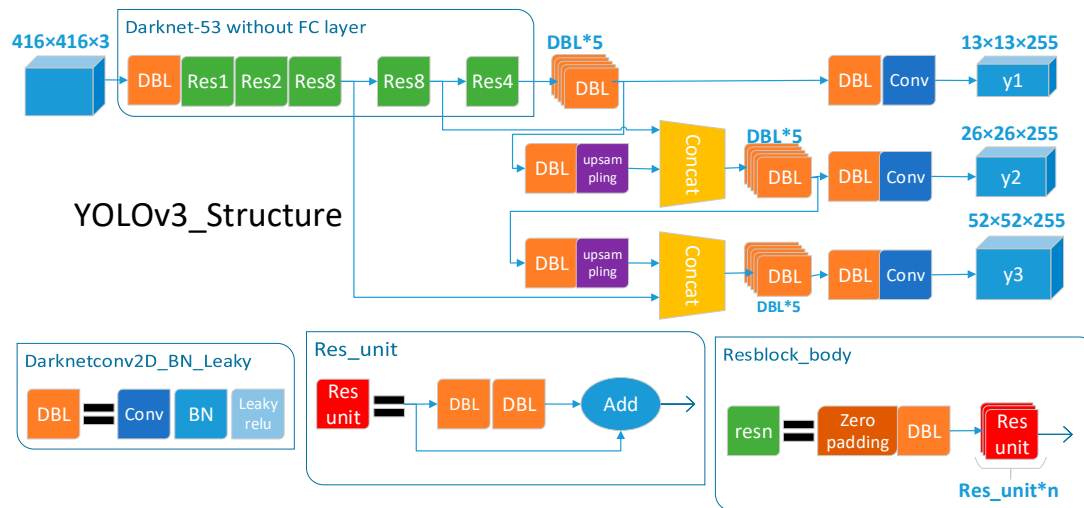 Darknet-53 without FC layer
416×416×3
DBL
Res1
Res2
Res8
Res8
Res4
DBL*5
DBL
DBL
Conv
13×13×255
y1
DBL
upsam
pling
Concat
DBL*5
DBL
DBL
Conv
26×26×255
y2
YOLOv3_Structure
DBL
upsam
pling
Concat
DBL
DBL*5
DBL
Conv
52×52×255
y3
Darknetconv2D_BN_Leaky
DBL
Conv
BN
Leaky
relu
Res_unit
Res
unit
DBL
DBL
Add
Resblock_body
resn
Zero
padding
DBL
Res
unit
Res_unit*n